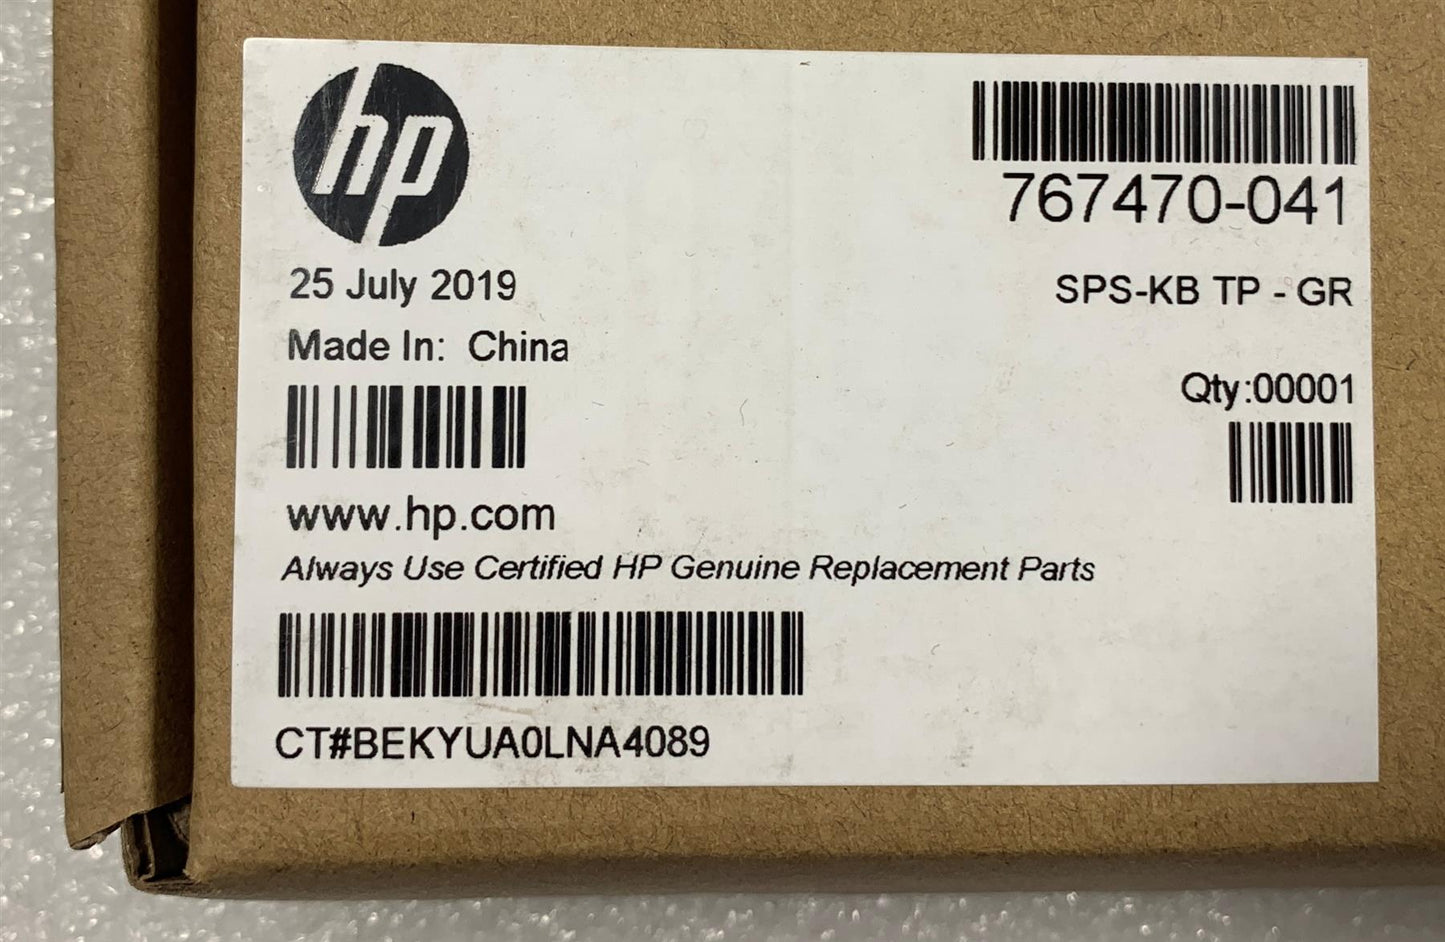 hp
767470-041
25 July 2019
SPS-KB TP - GR
Made In: China
Qty:00001
www.hp.com
Always Use Certified HP Genuine Replacement Parts
CT#BEKYUA0LNA4089